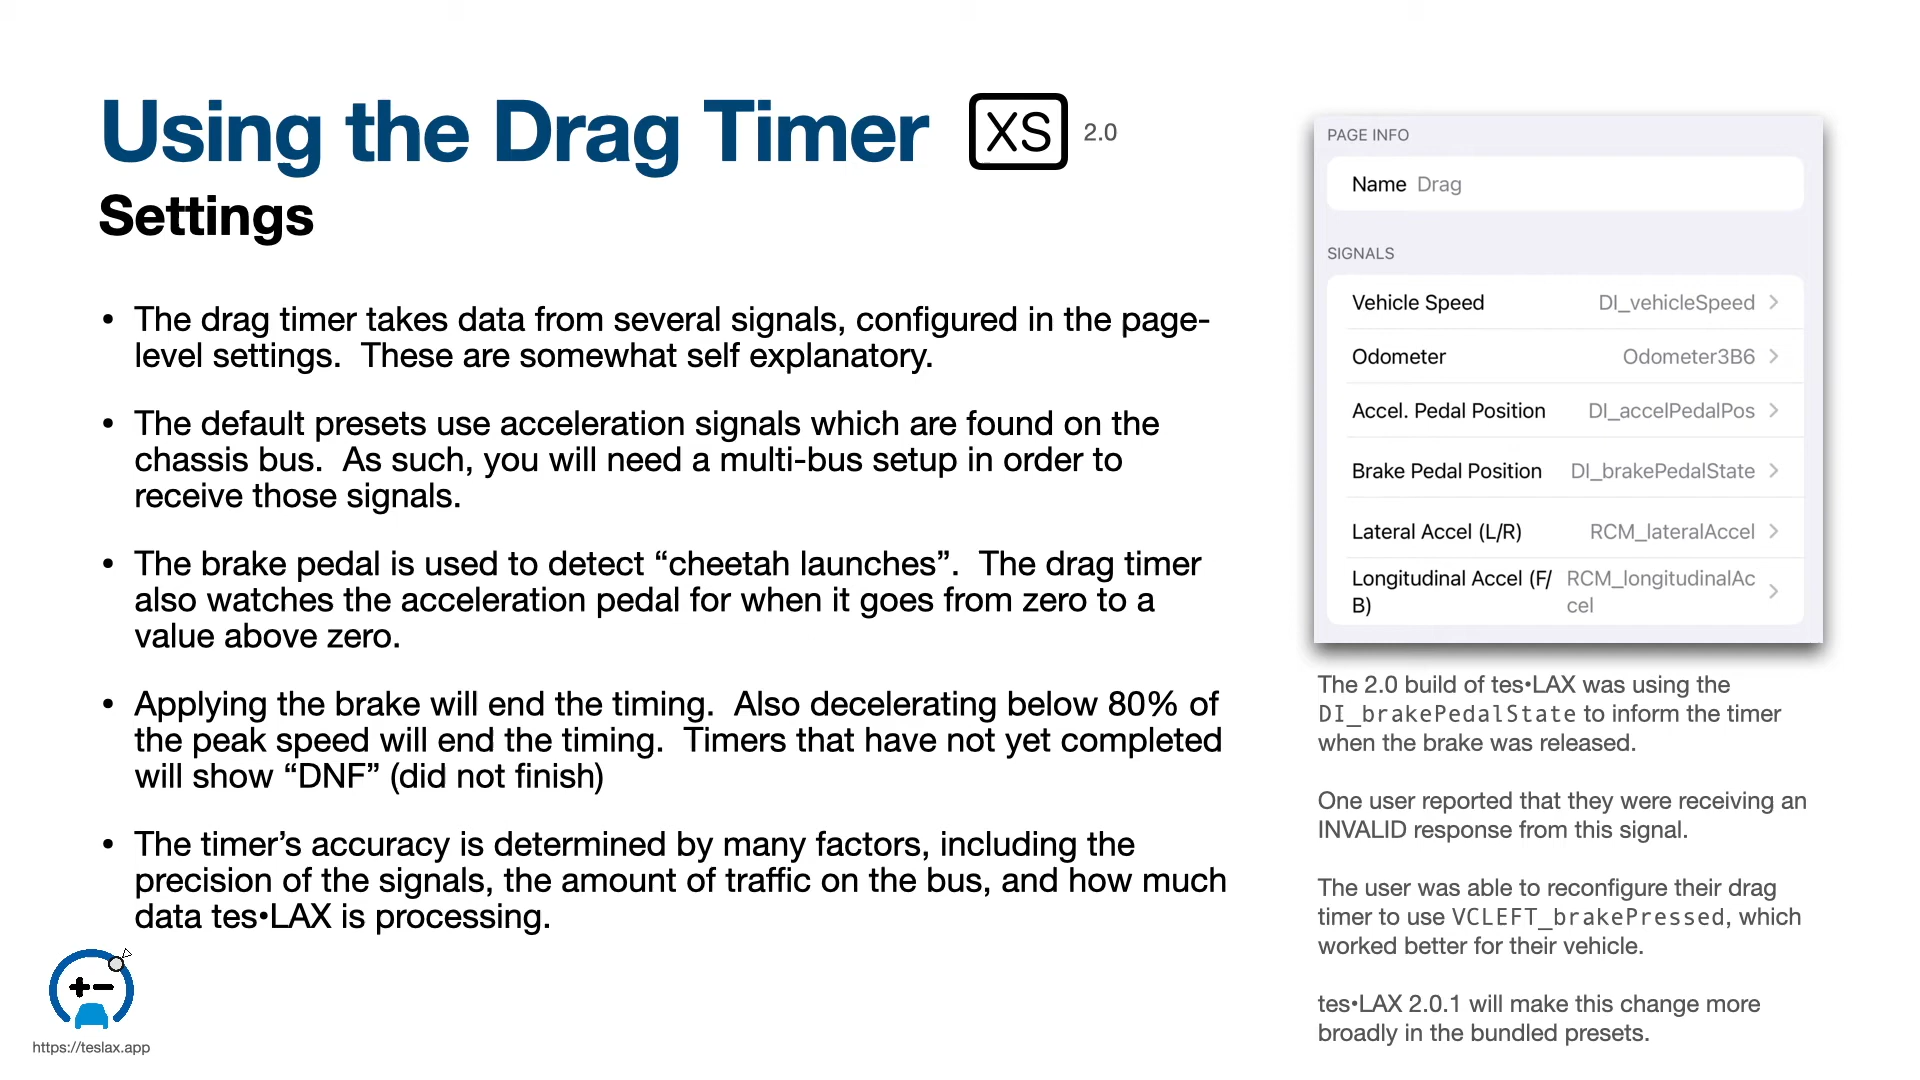 Using the Drag Timer XS 2.0
Settings
• The drag timer takes data from several signals, configured in the page-
level settings.  These are somewhat self explanatory.
• The default presets use acceleration signals which are found on the
chassis bus.  As such, you will need a multi-bus setup in order to
receive those signals.
• The brake pedal is used to detect “cheetah launches”.  The drag timer
also watches the acceleration pedal for when it goes from zero to a
value above zero.
• Applying the brake will end the timing.  Also decelerating below 80% of
the peak speed will end the timing.  Timers that have not yet completed
will show “DNF” (did not finish)
• The timer’s accuracy is determined by many factors, including the
precision of the signals, the amount of traffic on the bus, and how much
data tes•LAX is processing.
https://teslax.app
PAGE INFO
Name Drag
SIGNALS
Vehicle Speed DI_vehicleSpeed
Odometer Odometer3B6
Accel. Pedal Position DI_accelPedalPos
Brake Pedal Position DI_brakePedalState
Lateral Accel (L/R) RCM_lateralAccel
Longitudinal Accel (F/ RCM_longitudinalAc
B) cel
The 2.0 build of tes•LAX was using the
DI_brakePedalState to inform the timer
when the brake was released.
One user reported that they were receiving an
INVALID response from this signal.
The user was able to reconfigure their drag
timer to use VCLEFT_brakePressed, which
worked better for their vehicle.
tes•LAX 2.0.1 will make this change more
broadly in the bundled presets.